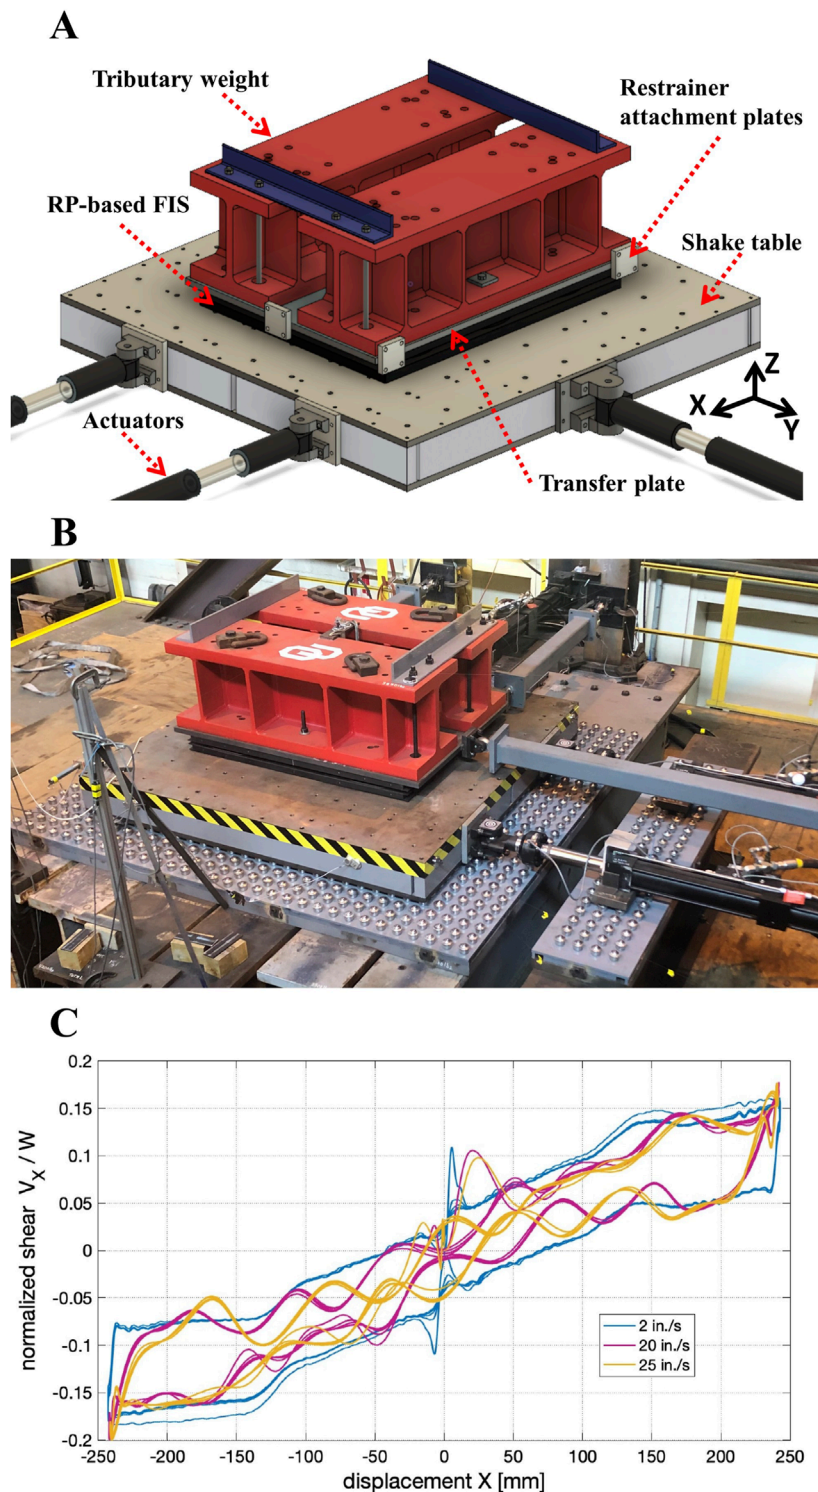 A
Tributary weight
Restrainer
attachment plates
RP-based FIS
Shake table
Z
X
Y
Actuators
Transfer plate
B
C
0.2
0.15
0.1
0.05
0
-0.05
-0.1
-0.15
-0.2
normalized shear V_X / W
2 in./s
20 in./s
25 in./s
-250
-200
-150
-100
-50
0
50
100
150
200
250
displacement X [mm]